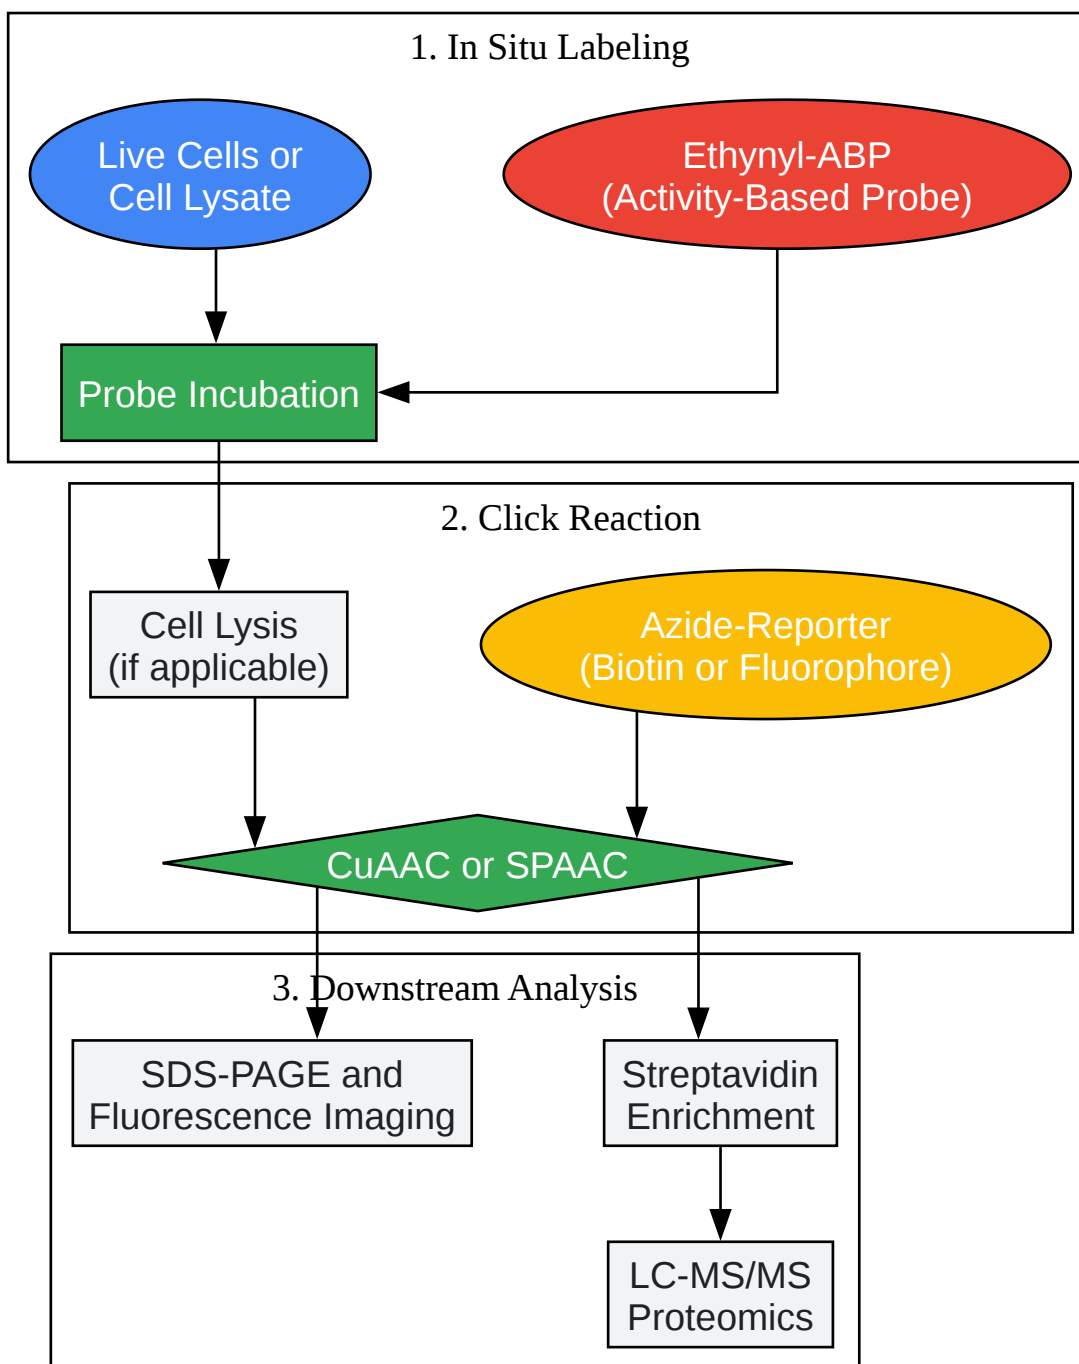 1. In Situ Labeling
Live Cells or
Cell Lysate
Ethynyl-ABP
(Activity-Based Probe)
Probe Incubation
2. Click Reaction
Cell Lysis
(if applicable)
Azide-Reporter
(Biotin or Fluorophore)
CuAAC or SPAAC
3. Downstream Analysis
SDS-PAGE and
Fluorescence Imaging
Streptavidin
Enrichment
LC-MS/MS
Proteomics